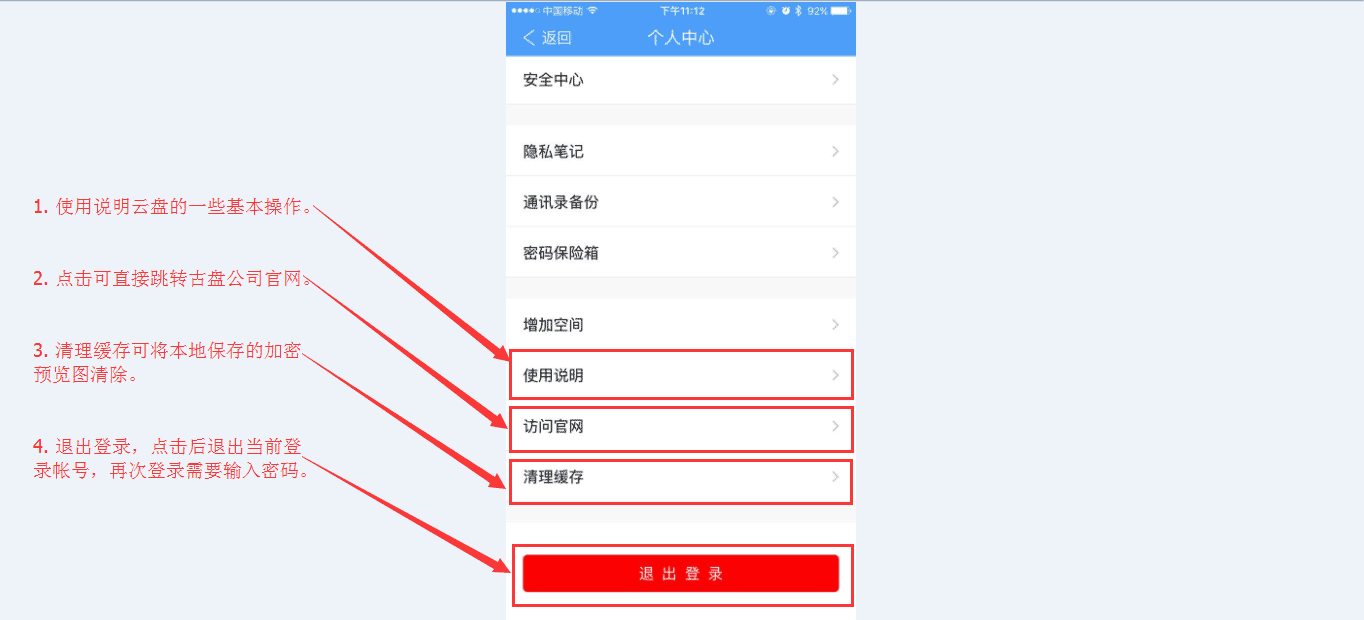 中国移动
下午11:12
92%
返回
个人中心
安全中心
隐私笔记
通讯录备份
密码保险箱
增加空间
使用说明
访问官网
清理缓存
退出登录
1. 使用说明云盘的一些基本操作。
2. 点击可直接跳转古盘公司官网。
3. 清理缓存可将本地保存的加密
预览图清除。
4. 退出登录，点击后退出当前登
录帐号，再次登录需要输入密码。